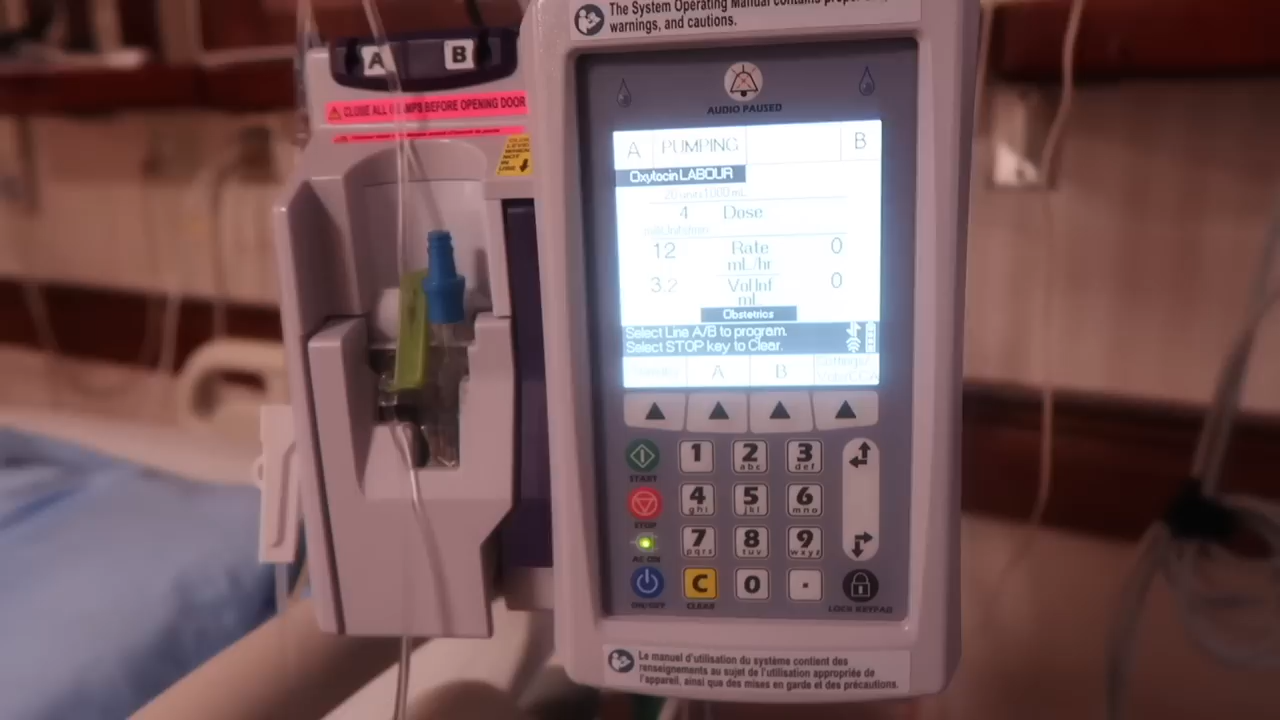 The System Operating Manual contains
warnings, and cautions.
A B
CLOSE ALL CLAMPS BEFORE OPENING DOOR
AUDIO PAUSED
A PUMPING B
Oxytocin LABOUR
4 Dose
12 Rate 0
mL/hr
3.2 Vol Inf 0
mL
Obstetrics
Select Line A/B to program.
Select STOP key to Clear.
A B
START 1 2 abc 3 def
STOP 4 ghi 5 jkl 6 mno
AC ON 7 pqrs 8 tuv 9 wxyz
ON/OFF C CLEAR 0 . LOCK KEYPAD
Le manuel d'utilisation du système contient des
renseignements au sujet de l'utilisation appropriée de
l'appareil, ainsi que des mises en garde et des précautions.